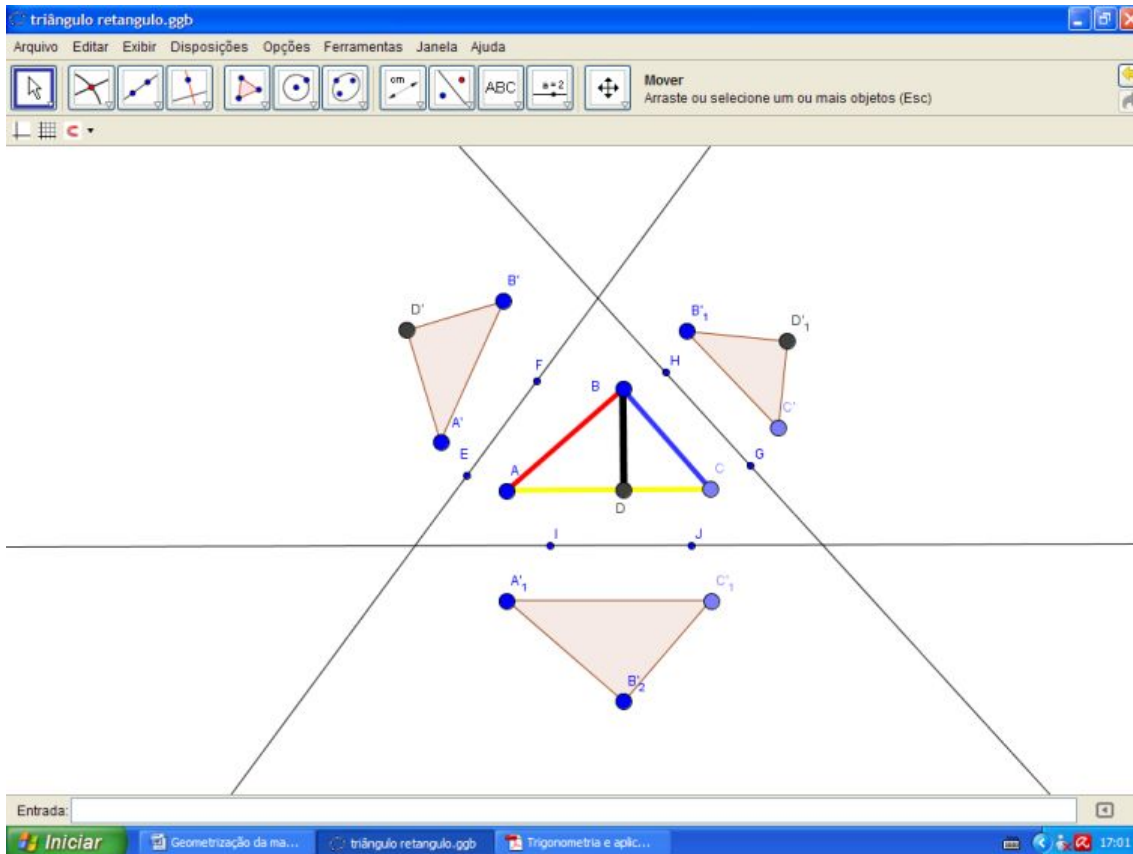 triângulo retangulo.ggb
Arquivo Editar Exibir Disposições Opções Ferramentas Janela Ajuda
cm
ABC
a=2
Mover
Arraste ou selecione um ou mais objetos (Esc)
B'
D'
B'1
D'1
F
H
B
A'
C'
E
A
C
G
D
I
J
A'1
C'1
B'2
Entrada:
Iniciar
Geometrização da ma...
triângulo retangulo.ggb
Trigonometria e aplic...
17:01